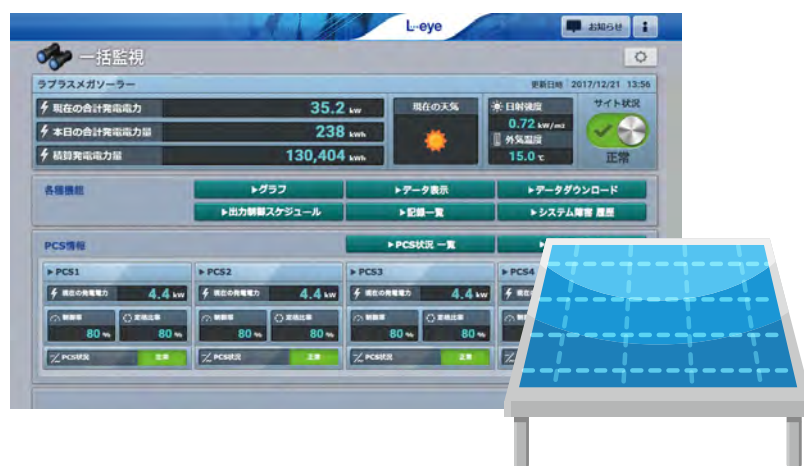 L-eye
お知らせ
i
一括監視
ラプラスメガソーラー
更新日時 2017/12/21 13:56
現在の合計発電電力 35.2 kw
本日の合計発電電力量 238 kwh
積算発電電力量 130,404 kwh
現在の天気
日射強度
0.72 kw/m2
外気温度
15.0 ℃
サイト状況
正常
各種機能
▶グラフ ▶データ表示 ▶データダウンロード
▶出力制御スケジュール ▶記録一覧 ▶システム障害 履歴
PCS情報
▶PCS状況 一覧
▶PCS1 ▶PCS2 ▶PCS3 ▶PCS4
現在の発電電力 4.4 kw 現在の発電電力 4.4 kw 現在の発電電力 4.4 kw
制御率 定格比率 制御率 定格比率 制御率 定格比率
80 % 80 % 80 % 80 % 80 % 80 %
PCS状況 正常 PCS状況 正常 PCS状況 正常